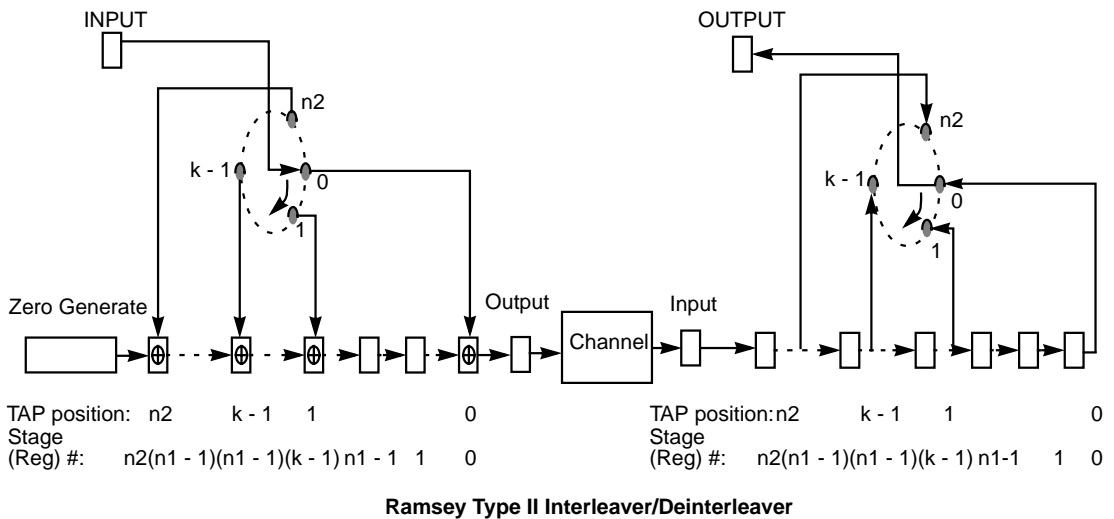 INPUT
OUTPUT
n2
k - 1
0
1
n2
k - 1
0
1
Zero Generate
Output
Channel
Input
TAP position: n2 k - 1 1 0
Stage
(Reg) #: n2(n1 - 1)(n1 - 1)(k - 1) n1 - 1 1 0
TAP position: n2 k - 1 1 0
Stage
(Reg) #: n2(n1 - 1)(n1 - 1)(k - 1) n1-1 1 0
Ramsey Type II Interleaver/Deinterleaver